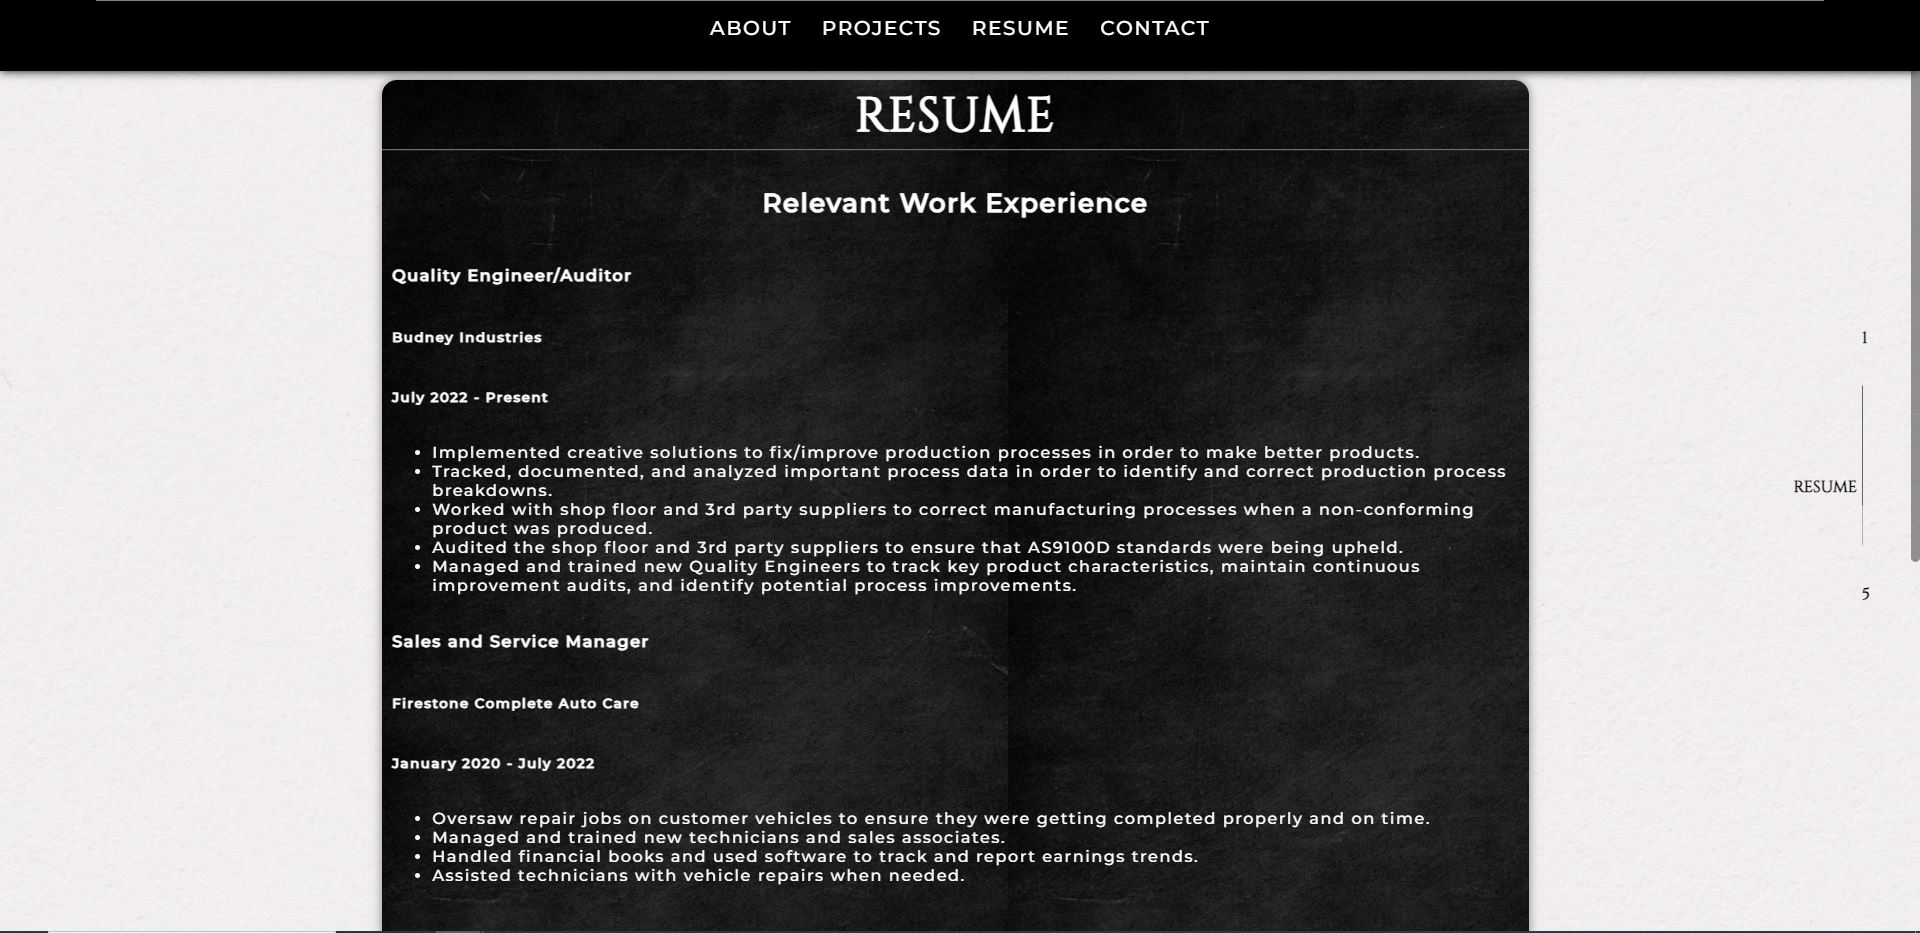 ABOUT PROJECTS RESUME CONTACT
RESUME
Relevant Work Experience
Quality Engineer/Auditor
Budney Industries
July 2022 - Present
• Implemented creative solutions to fix/improve production processes in order to make better products.
• Tracked, documented, and analyzed important process data in order to identify and correct production process
breakdowns.
• Worked with shop floor and 3rd party suppliers to correct manufacturing processes when a non-conforming
product was produced.
• Audited the shop floor and 3rd party suppliers to ensure that AS9100D standards were being upheld.
• Managed and trained new Quality Engineers to track key product characteristics, maintain continuous
improvement audits, and identify potential process improvements.
Sales and Service Manager
Firestone Complete Auto Care
January 2020 - July 2022
• Oversaw repair jobs on customer vehicles to ensure they were getting completed properly and on time.
• Managed and trained new technicians and sales associates.
• Handled financial books and used software to track and report earnings trends.
• Assisted technicians with vehicle repairs when needed.
1
RESUME
5